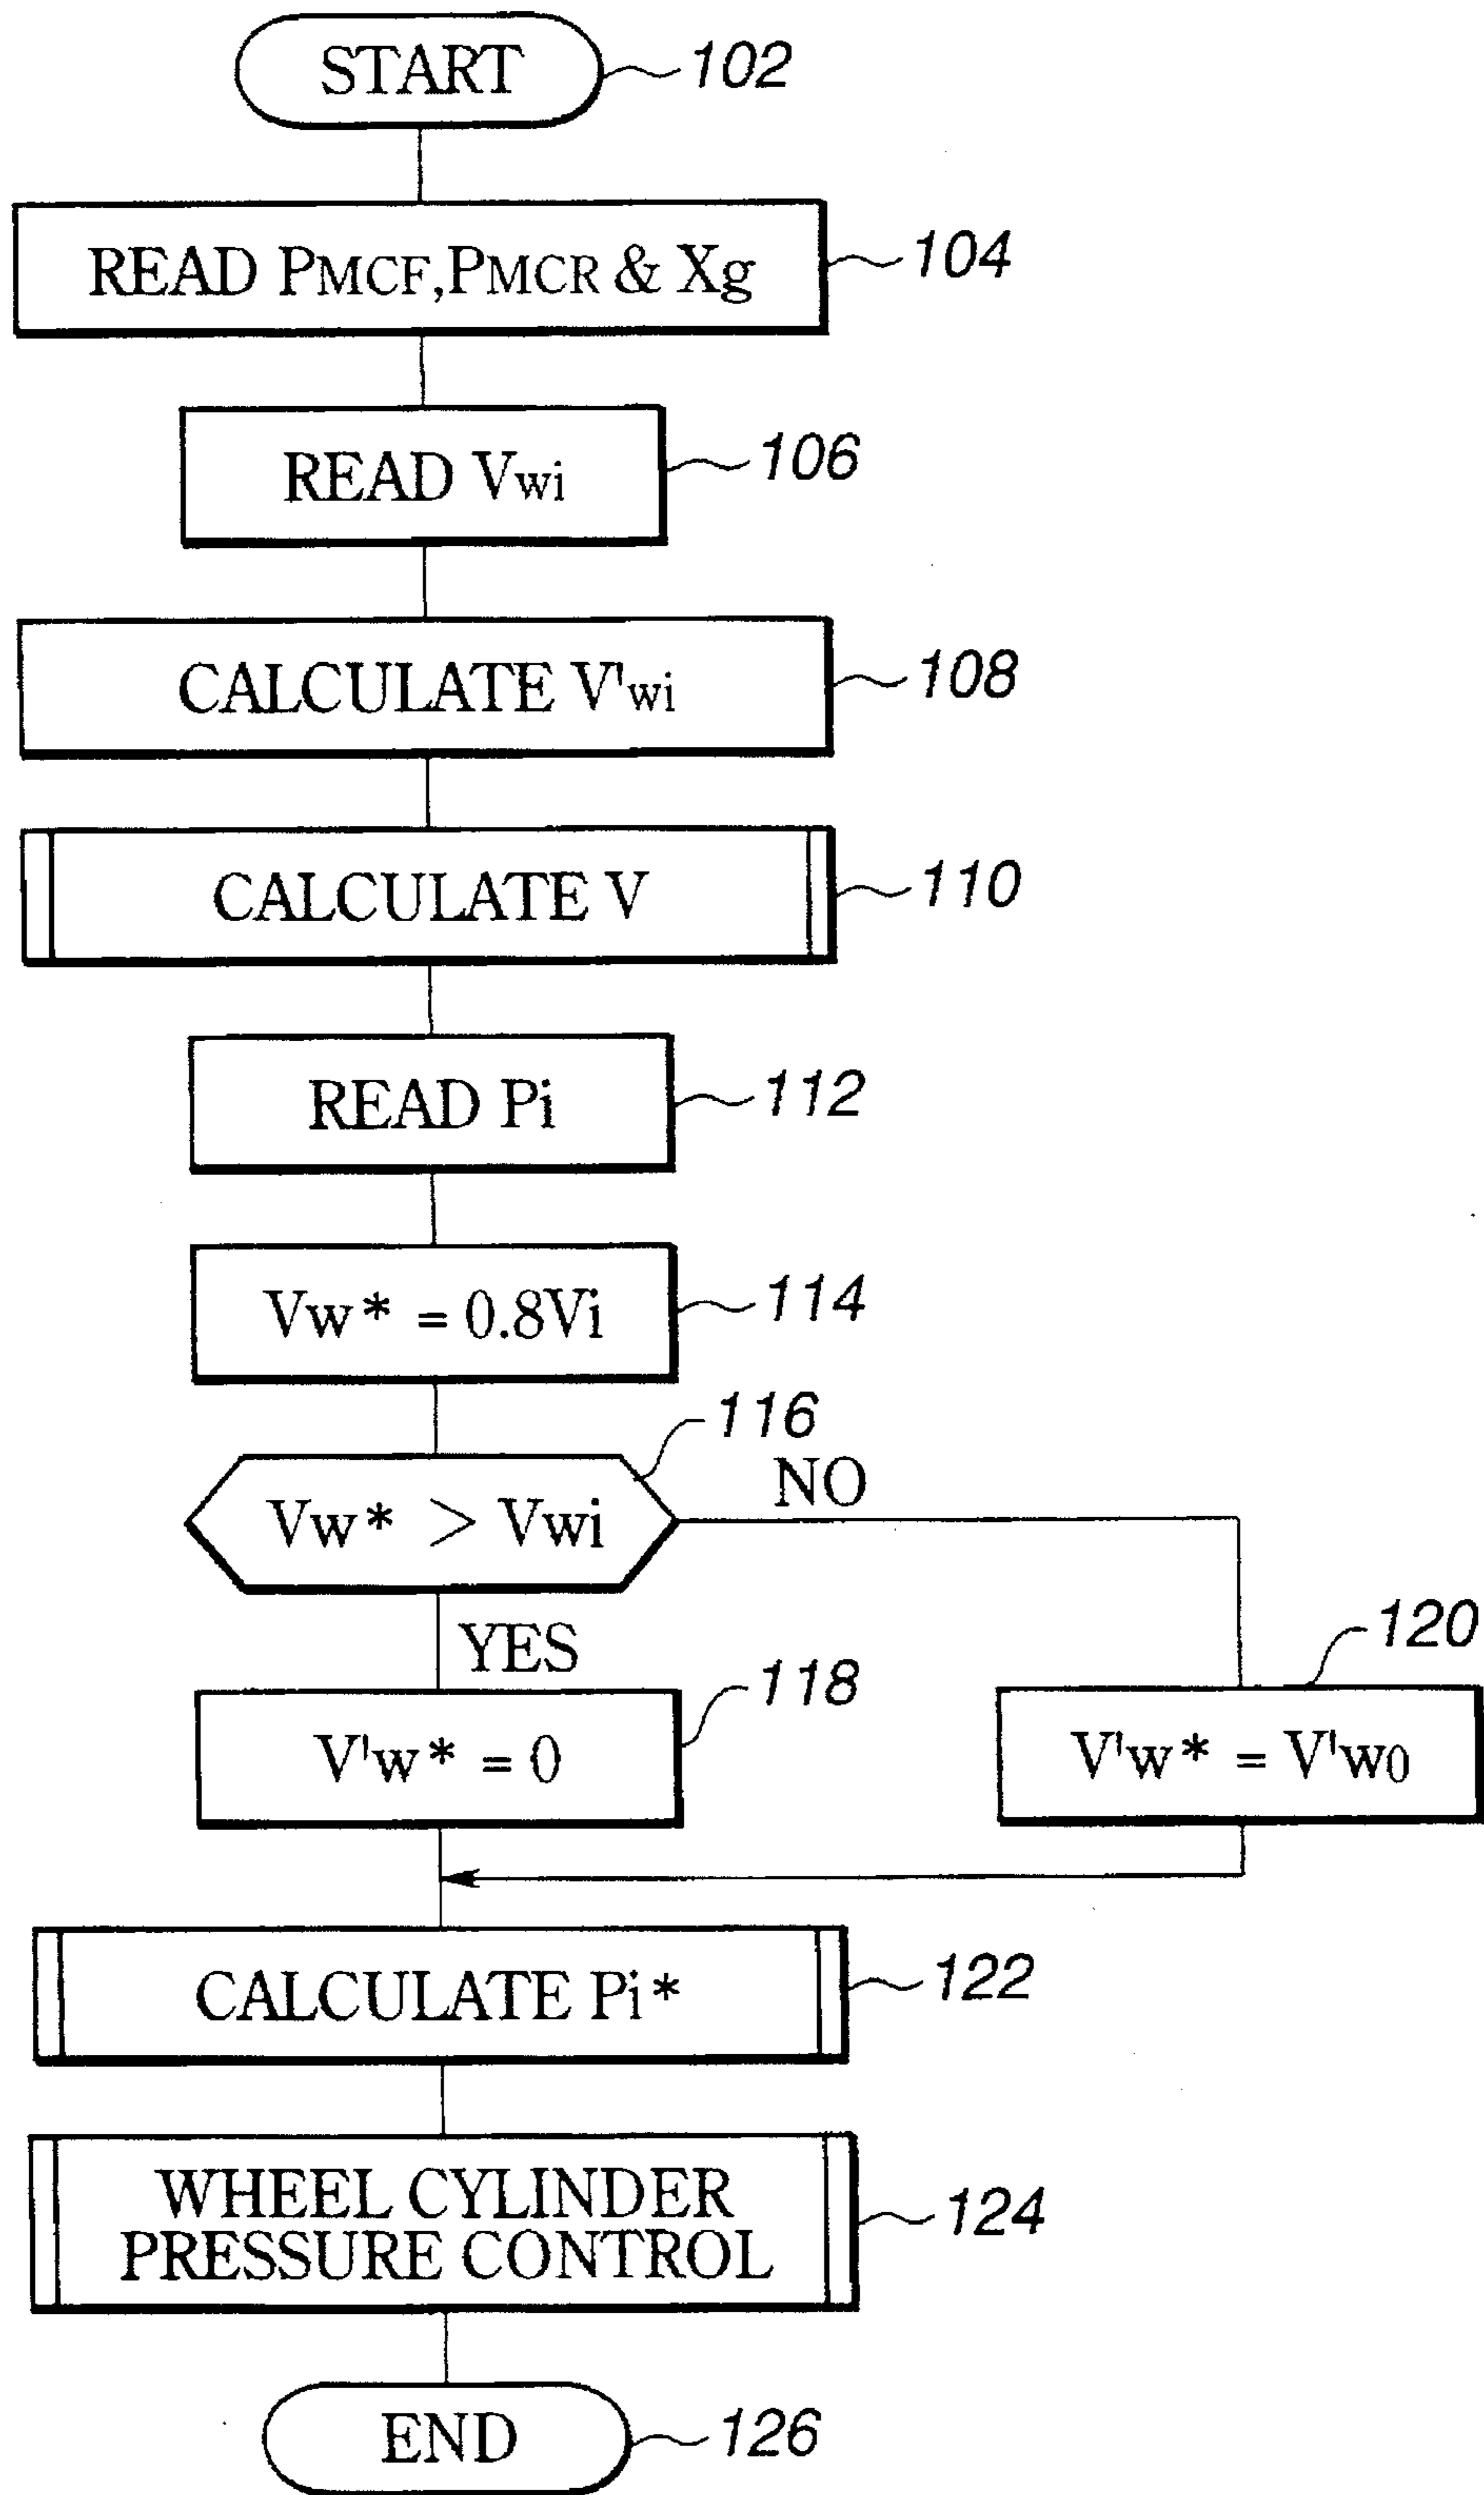 START
102
READ PMCF,PMCR & Xg
104
READ Vwi
106
CALCULATE V'wi
108
CALCULATE V
110
READ Pi
112
Vw* = 0.8Vi
114
116
Vw* > Vwi
NO
YES
118
V'w* = 0
120
V'w* = V'w0
CALCULATE Pi*
122
WHEEL CYLINDER
PRESSURE CONTROL
124
END
126